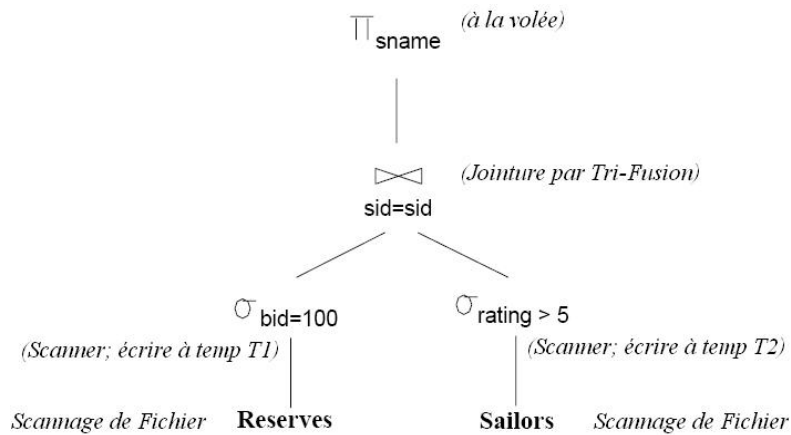 π sname (à la volée)
⋈ (Jointure par Tri-Fusion)
sid=sid
σ bid=100 σ rating > 5
(Scanner; écrire à temp T1) (Scanner; écrire à temp T2)
Scannage de Fichier Reserves Sailors Scannage de Fichier